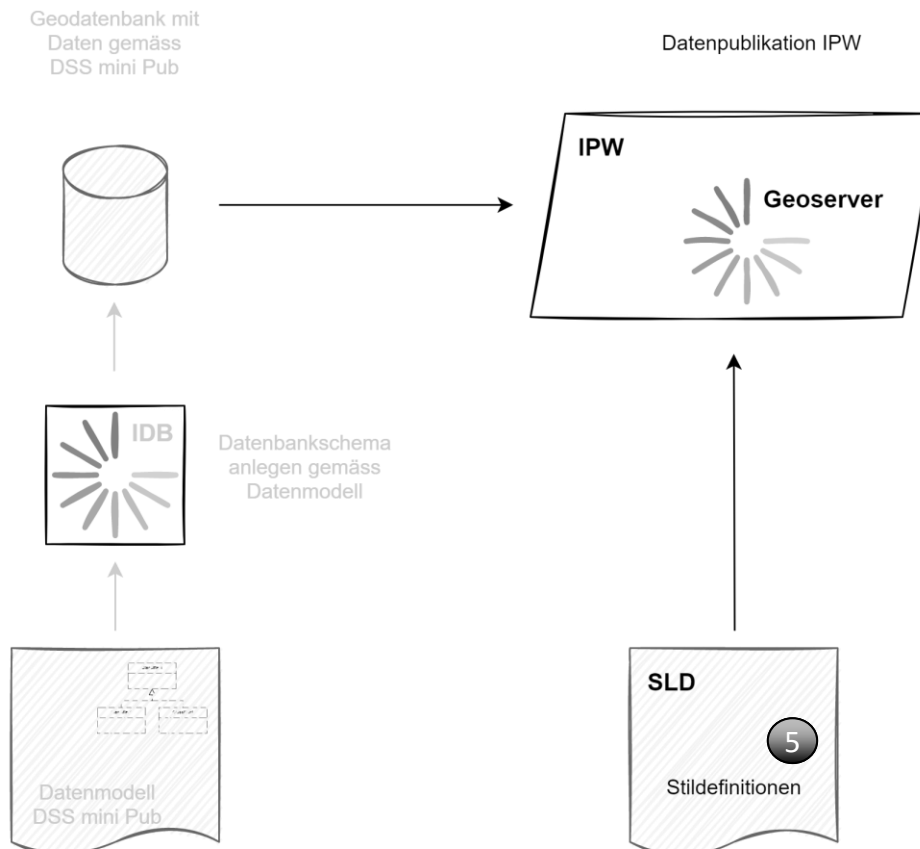 Geodatenbank mit
Daten gemäss
DSS mini Pub
Datenpublikation IPW
IPW
Geoserver
IDB
Datenbankschema
anlegen gemäss
Datenmodell
SLD
5
Stildefinitionen
Datenmodell
DSS mini Pub